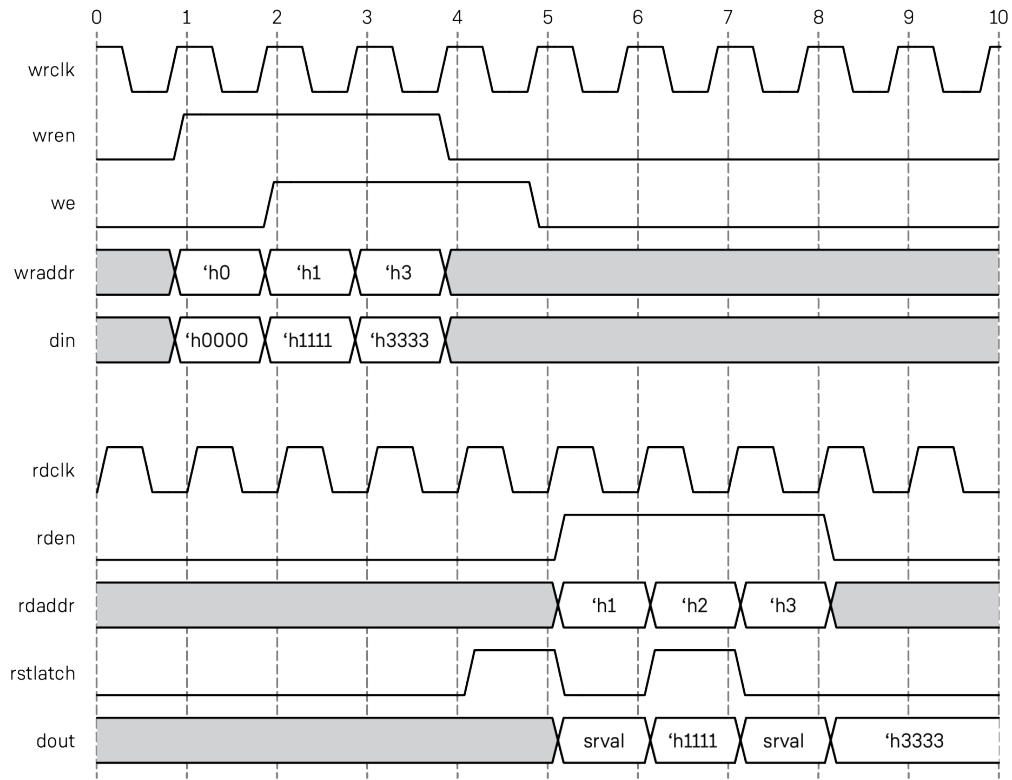 0 1 2 3 4 5 6 7 8 9 10
wrclk
wren
we
wraddr ‘h0 ‘h1 ‘h3
din ‘h0000 ‘h1111 ‘h3333
rdclk
rden
rdaddr ‘h1 ‘h2 ‘h3
rstlatch
dout srval ‘h1111 srval ‘h3333